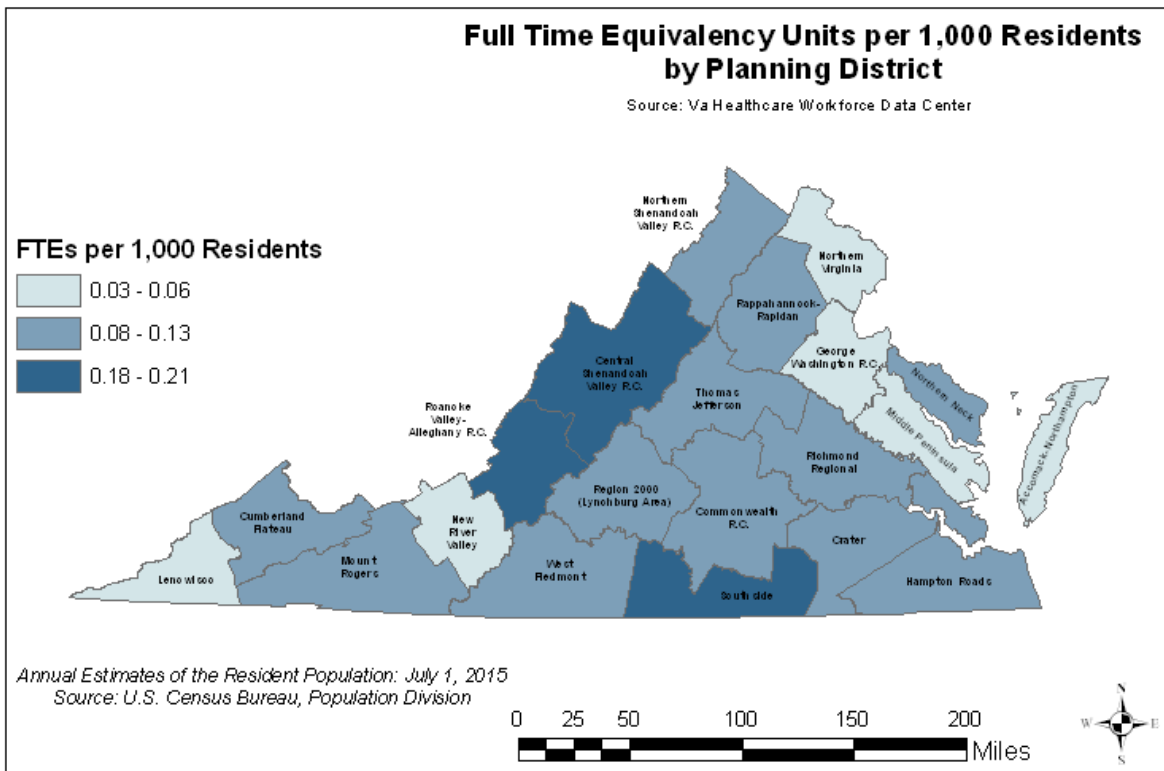 Full Time Equivalency Units per 1,000 Residents
by Planning District
Source: Va Healthcare Workforce Data Center
FTEs per 1,000 Residents
0.03 - 0.06
0.08 - 0.13
0.18 - 0.21
Northern
Shenandoah
Valley R.C.
Northern
Virginia
Rappahannock-
Rapidan
George
Washington R.C.
Northern Neck
Central
Shenandoah
Valley R.C.
Thomas
Jefferson
Middle Peninsula
Accomack-Northampton
Roanoke
Valley-
Alleghany R.C.
Richmond
Regional
Region 2000
(Lynchburg Area)
Commonwealth
R.C.
Cumberland
Plateau
New
River
Valley
Crater
Mount
Rogers
West
Piedmont
Lenowisco
Southside
Hampton Roads
Annual Estimates of the Resident Population: July 1, 2015
Source: U.S. Census Bureau, Population Division
0 25 50 100 150 200
Miles
N
W E
S